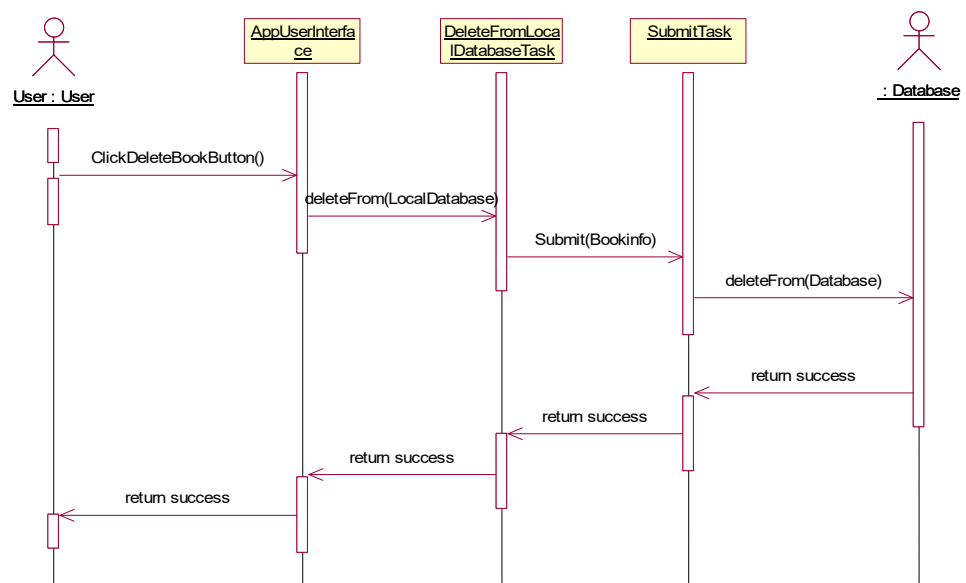 AppUserInterfa
ce
DeleteFromLoca
lDatabaseTask
SubmitTask
User : User
: Database
ClickDeleteBookButton()
deleteFrom(LocalDatabase)
Submit(Bookinfo)
deleteFrom(Database)
return success
return success
return success
return success